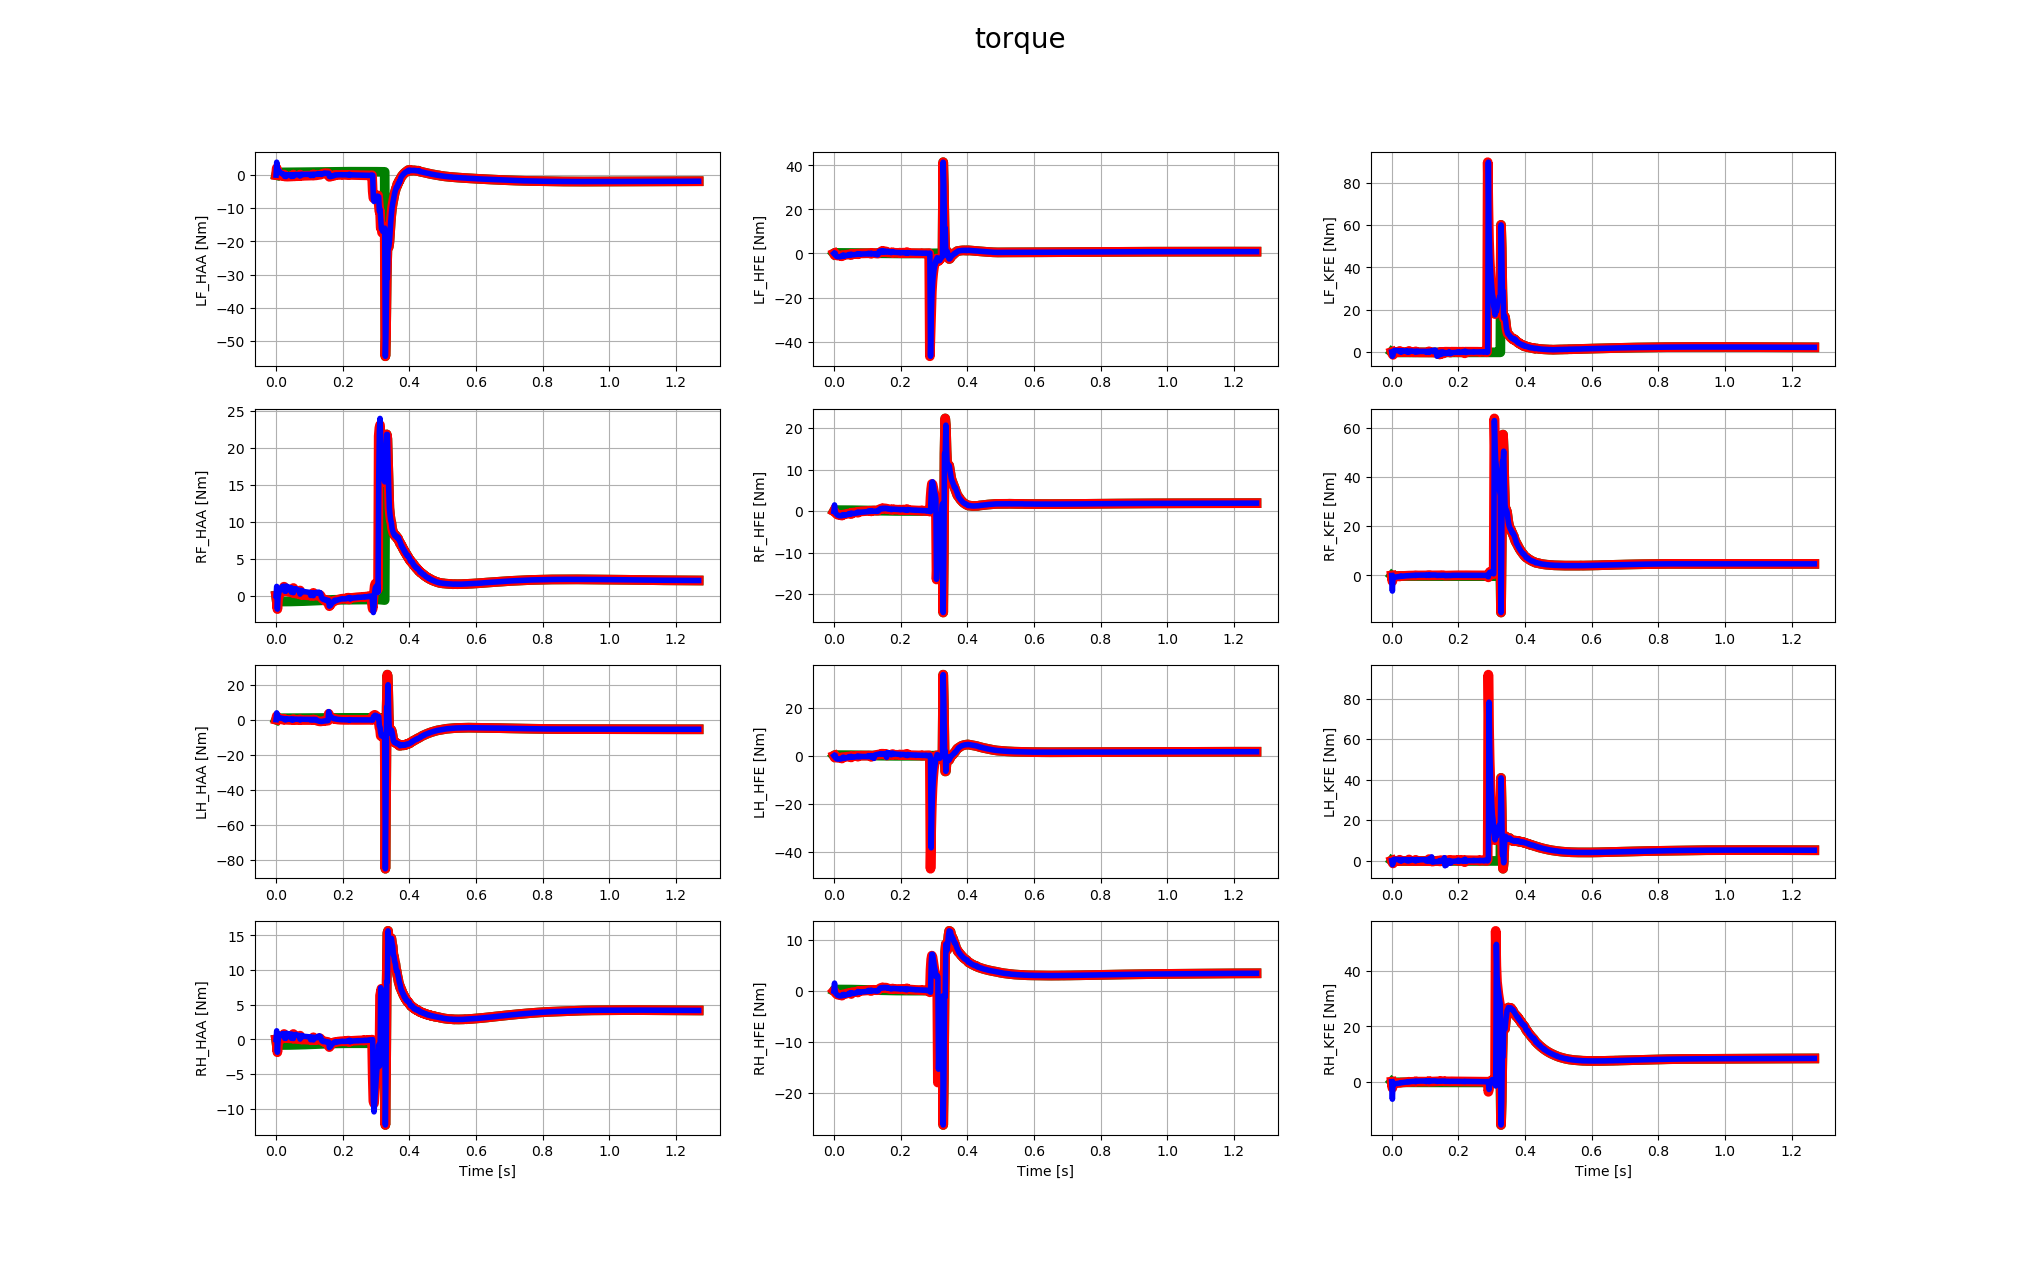 torque
LF_HAA [Nm]
0
−10
−20
−30
−40
−50
0.0 0.2 0.4 0.6 0.8 1.0 1.2
LF_HFE [Nm]
40
20
0
−20
−40
0.0 0.2 0.4 0.6 0.8 1.0 1.2
LF_KFE [Nm]
80
60
40
20
0
0.0 0.2 0.4 0.6 0.8 1.0 1.2
RF_HAA [Nm]
25
20
15
10
5
0
0.0 0.2 0.4 0.6 0.8 1.0 1.2
RF_HFE [Nm]
20
10
0
−10
−20
0.0 0.2 0.4 0.6 0.8 1.0 1.2
RF_KFE [Nm]
60
40
20
0
0.0 0.2 0.4 0.6 0.8 1.0 1.2
LH_HAA [Nm]
20
0
−20
−40
−60
−80
0.0 0.2 0.4 0.6 0.8 1.0 1.2
LH_HFE [Nm]
20
0
−20
−40
0.0 0.2 0.4 0.6 0.8 1.0 1.2
LH_KFE [Nm]
80
60
40
20
0
0.0 0.2 0.4 0.6 0.8 1.0 1.2
RH_HAA [Nm]
15
10
5
0
−5
−10
0.0 0.2 0.4 0.6 0.8 1.0 1.2
Time [s]
RH_HFE [Nm]
10
0
−10
−20
0.0 0.2 0.4 0.6 0.8 1.0 1.2
Time [s]
RH_KFE [Nm]
40
20
0
0.0 0.2 0.4 0.6 0.8 1.0 1.2
Time [s]